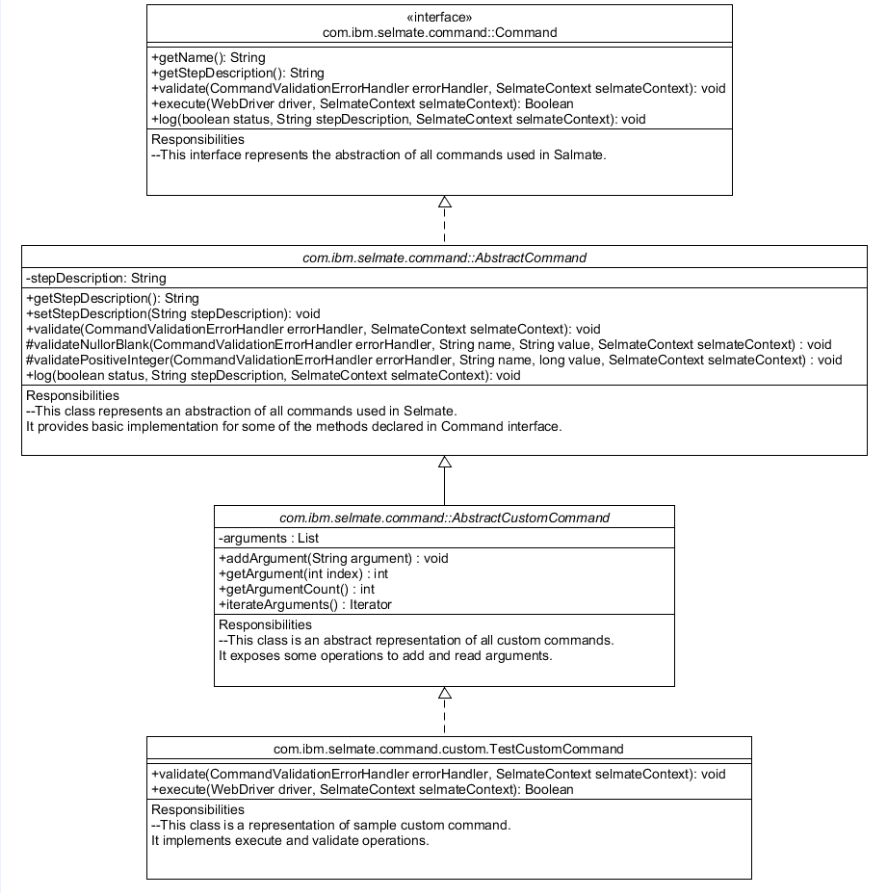 «interface»
com.ibm.selmate.command::Command
+getName(): String
+getStepDescription(): String
+validate(CommandValidationErrorHandler errorHandler, SelmateContext selmateContext): void
+execute(WebDriver driver, SelmateContext selmateContext): Boolean
+log(boolean status, String stepDescription, SelmateContext selmateContext): void
Responsibilities
--This interface represents the abstraction of all commands used in Salmate.
com.ibm.selmate.command::AbstractCommand
-stepDescription: String
+getStepDescription(): String
+setStepDescription(String stepDescription): void
+validate(CommandValidationErrorHandler errorHandler, SelmateContext selmateContext): void
#validateNullorBlank(CommandValidationErrorHandler errorHandler, String name, String value, SelmateContext selmateContext) : void
#validatePositiveInteger(CommandValidationErrorHandler errorHandler, String name, long value, SelmateContext selmateContext) : void
+log(boolean status, String stepDescription, SelmateContext selmateContext): void
Responsibilities
--This class represents an abstraction of all commands used in Selmate.
It provides basic implementation for some of the methods declared in Command interface.
com.ibm.selmate.command::AbstractCustomCommand
-arguments : List
+addArgument(String argument) : void
+getArgument(int index) : int
+getArgumentCount() : int
+iterateArguments() : Iterator
Responsibilities
--This class is an abstract representation of all custom commands.
It exposes some operations to add and read arguments.
com.ibm.selmate.command.custom.TestCustomCommand
+validate(CommandValidationErrorHandler errorHandler, SelmateContext selmateContext): void
+execute(WebDriver driver, SelmateContext selmateContext): Boolean
Responsibilities
--This class is a representation of sample custom command.
It implements execute and validate operations.